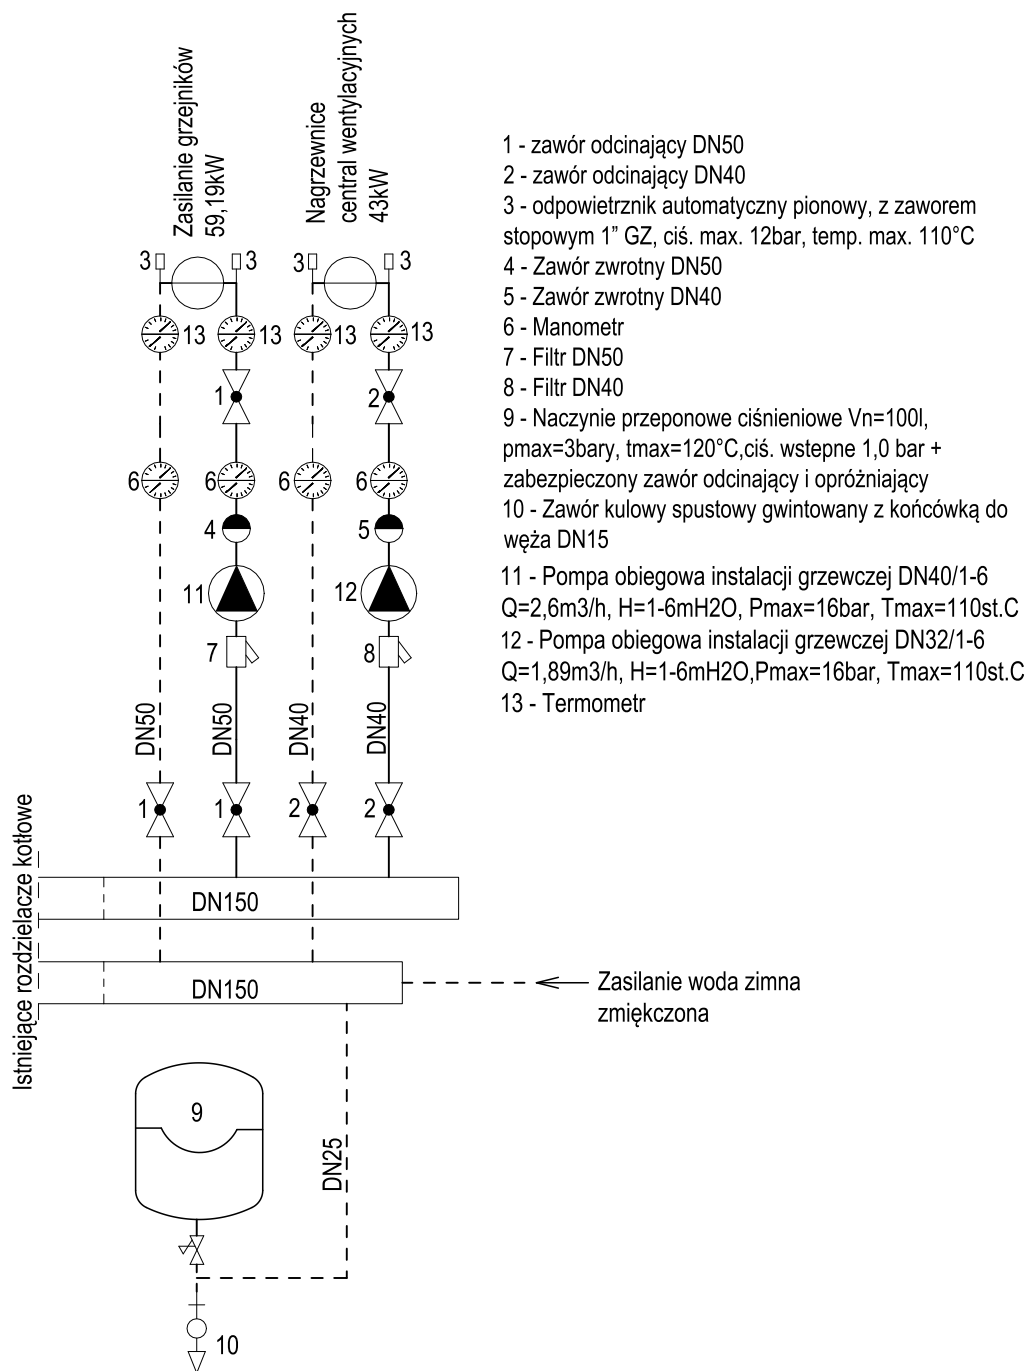 Zasilanie grzejników
59,19kW
Nagrzewnice
central wentylacyjnych
43kW
3
3
3
3
13
13
13
13
1
2
6
6
6
6
4
5
11
12
7
8
DN50
DN50
DN40
DN40
1
1
2
2
Istniejące rozdzielacze kotłowe
DN150
DN150
Zasilanie woda zimna
zmiękczona
9
DN25
10
1 - zawór odcinający DN50
2 - zawór odcinający DN40
3 - odpowietrznik automatyczny pionowy, z zaworem
stopowym 1" GZ, ciś. max. 12bar, temp. max. 110°C
4 - Zawór zwrotny DN50
5 - Zawór zwrotny DN40
6 - Manometr
7 - Filtr DN50
8 - Filtr DN40
9 - Naczynie przeponowe ciśnieniowe Vn=100l,
pmax=3bary, tmax=120°C,ciś. wstepne 1,0 bar +
zabezpieczony zawór odcinający i opróżniający
10 - Zawór kulowy spustowy gwintowany z końcówką do
węża DN15
11 - Pompa obiegowa instalacji grzewczej DN40/1-6
Q=2,6m3/h, H=1-6mH2O, Pmax=16bar, Tmax=110st.C
12 - Pompa obiegowa instalacji grzewczej DN32/1-6
Q=1,89m3/h, H=1-6mH2O,Pmax=16bar, Tmax=110st.C
13 - Termometr